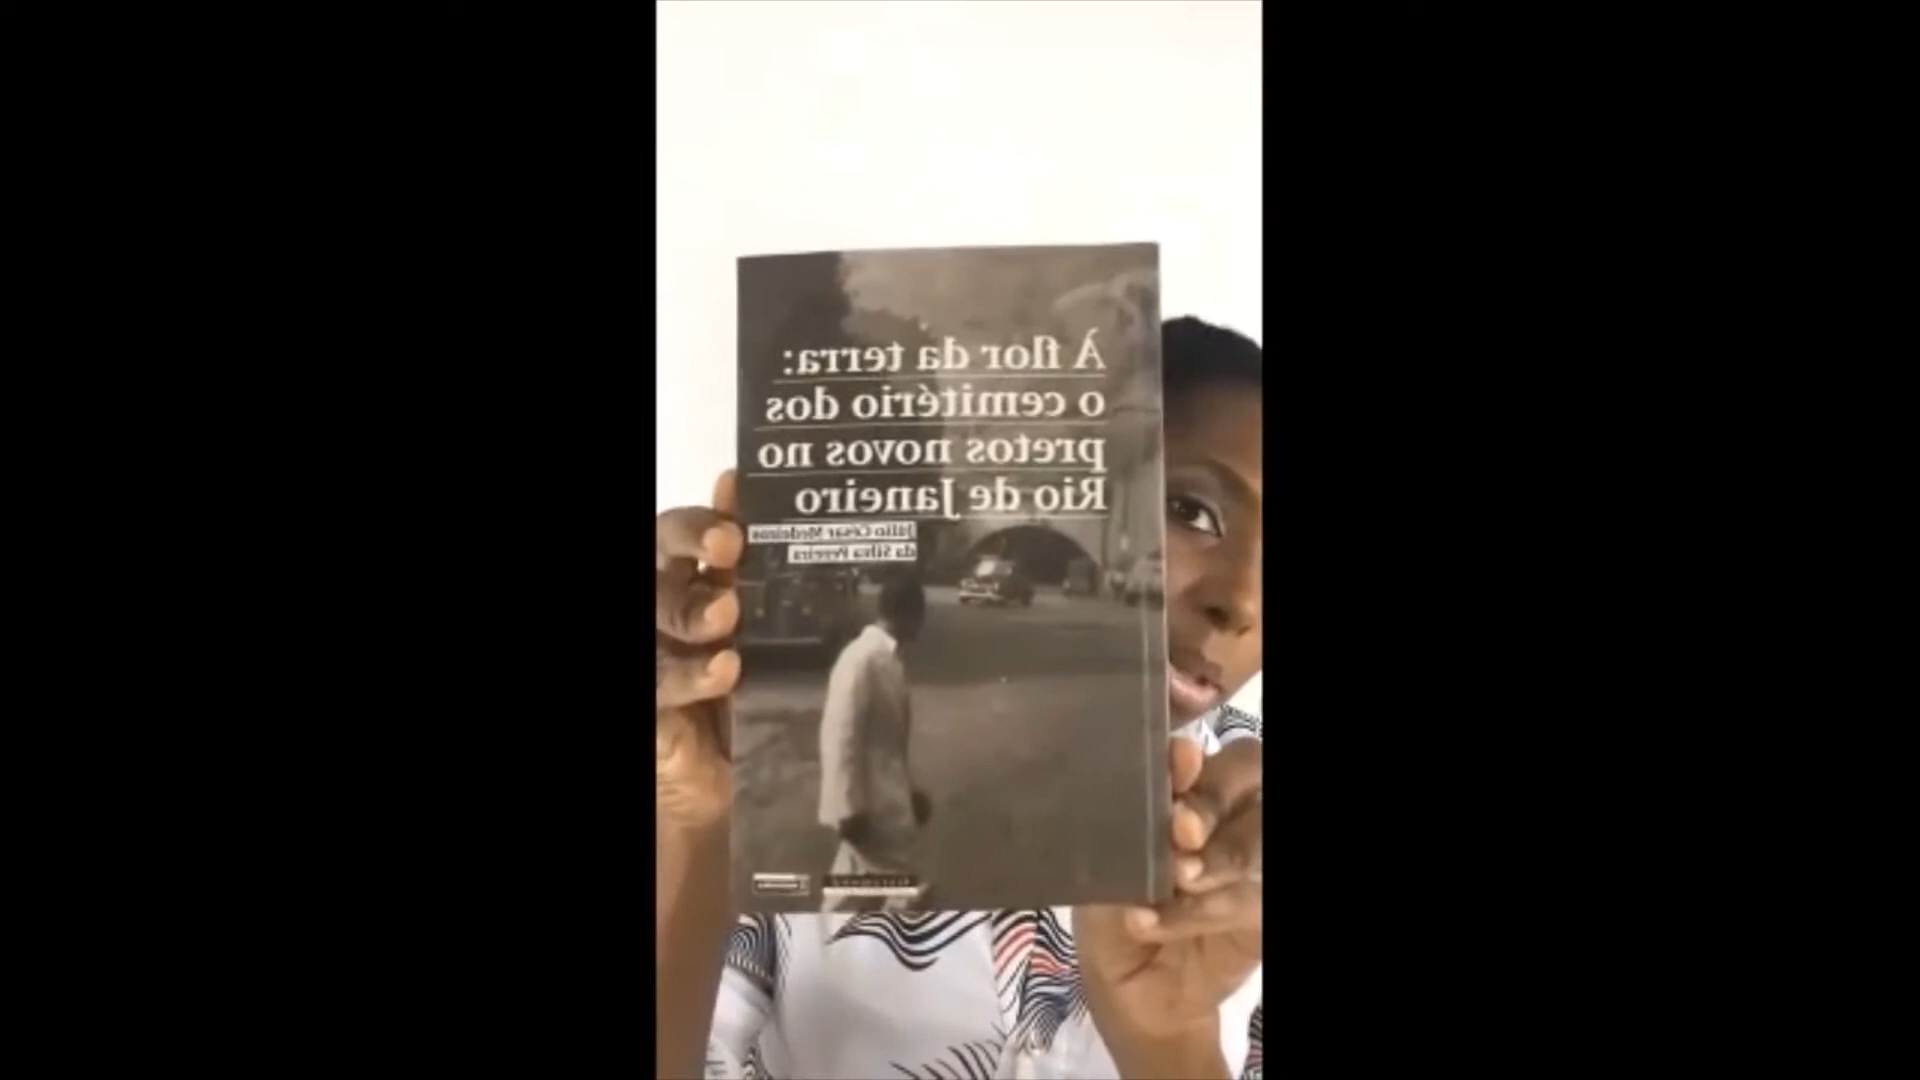 À flor da terra:
o cemitério dos
pretos novos no
Rio de Janeiro
Júlio César Medeiros
da Silva Pereira